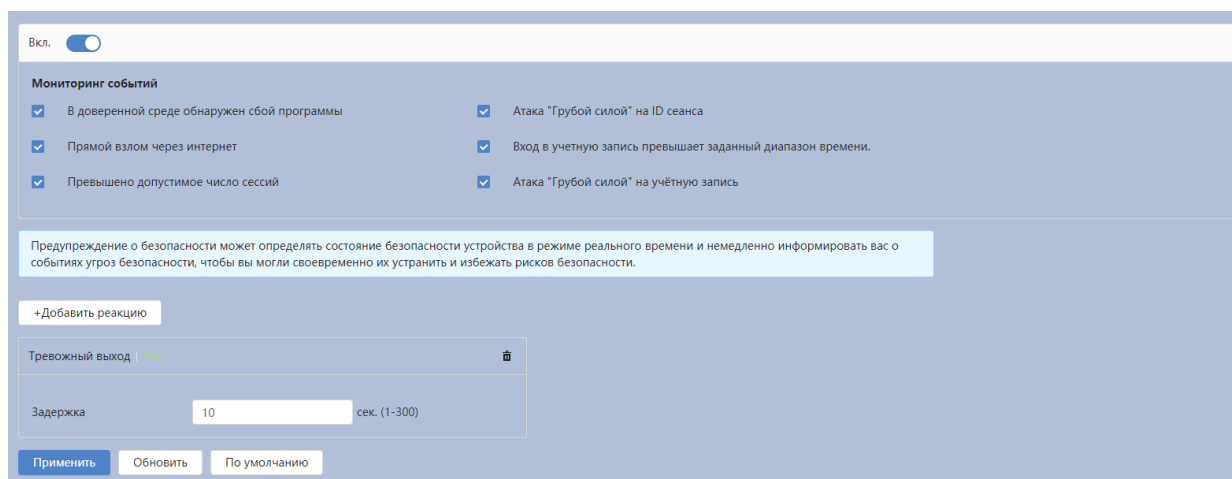 Вкл.
Мониторинг событий
В доверенной среде обнаружен сбой программы
Атака "Грубой силой" на ID сеанса
Прямой взлом через интернет
Вход в учетную запись превышает заданный диапазон времени.
Превышено допустимое число сессий
Атака "Грубой силой" на учётную запись
Предупреждение о безопасности может определять состояние безопасности устройства в режиме реального времени и немедленно информировать вас о
событиях угроз безопасности, чтобы вы могли своевременно их устранить и избежать рисков безопасности.
+Добавить реакцию
Тревожный выход |
Задержка 10 сек. (1-300)
Применить Обновить По умолчанию